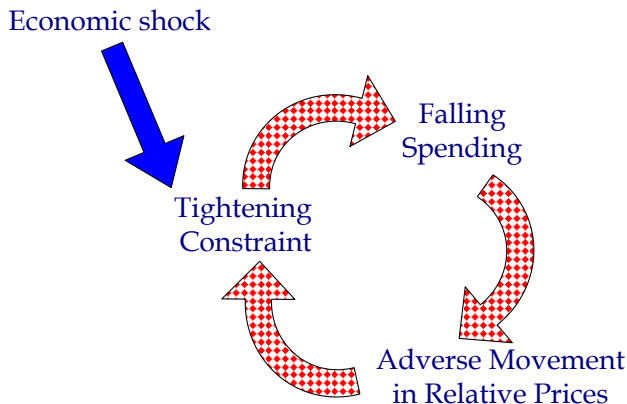 Economic shock
Falling
Spending
Tightening
Constraint
Adverse Movement
in Relative Prices